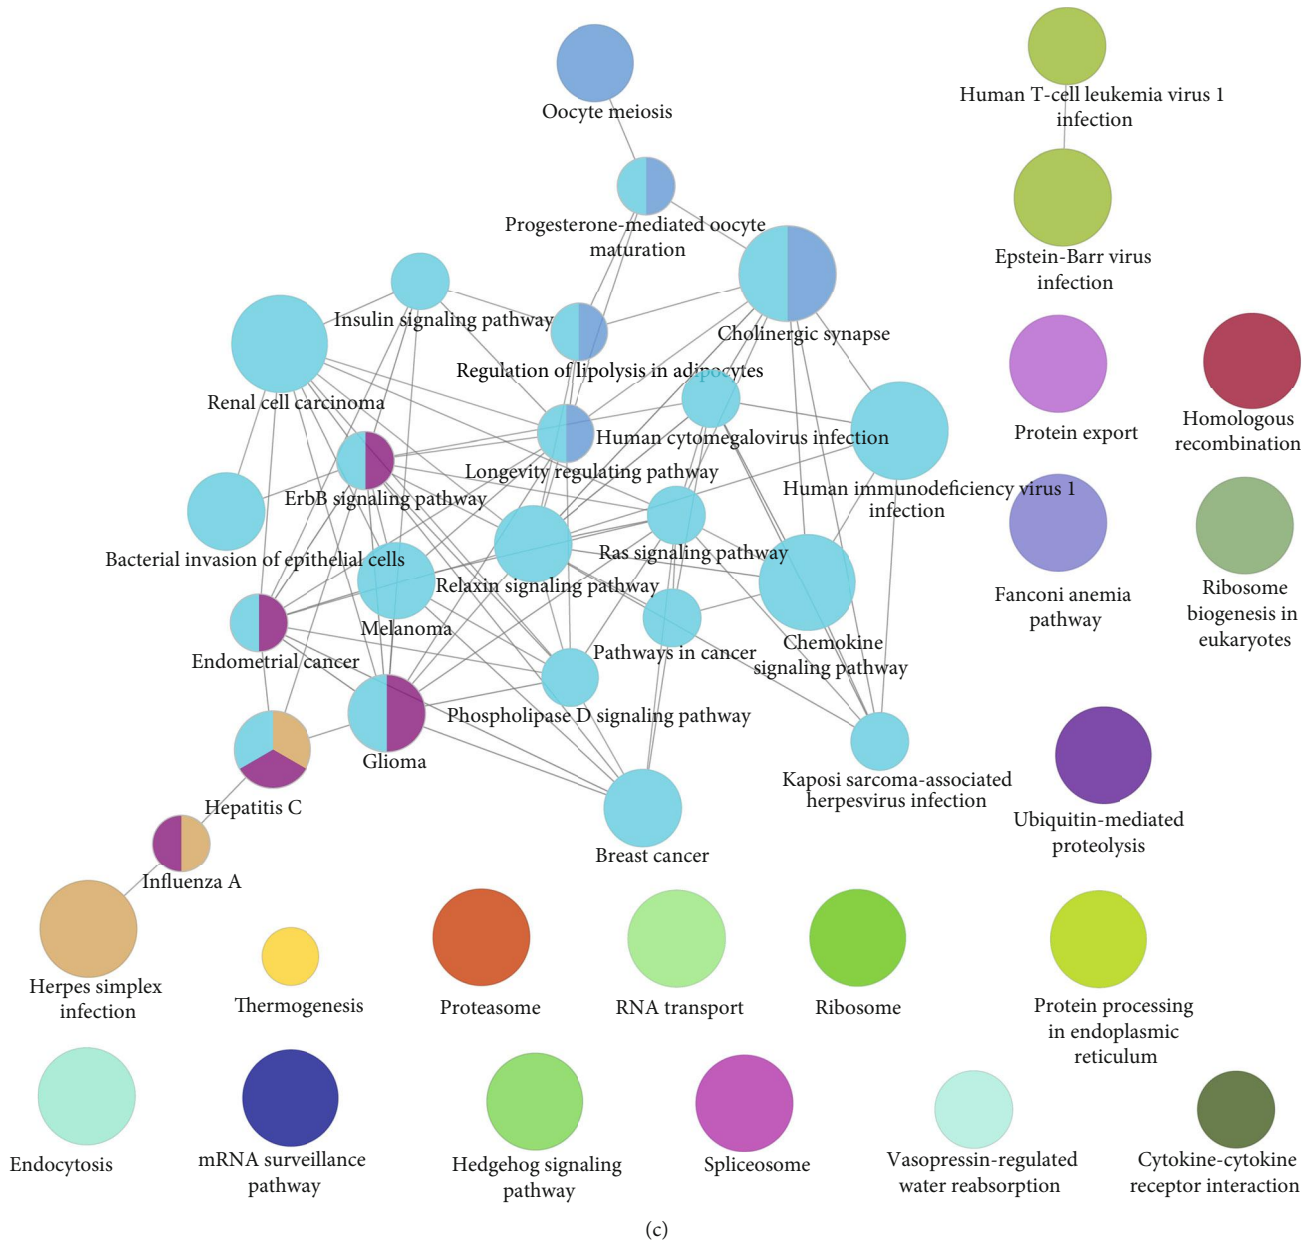 Oocyte meiosis
Human T-cell leukemia virus 1
infection
Progesterone-mediated oocyte
maturation
Epstein-Barr virus
infection
Insulin signaling pathway
Cholinergic synapse
Regulation of lipolysis in adipocytes
Renal cell carcinoma
Protein export
Homologous
recombination
Human cytomegalovirus infection
Longevity regulating pathway
ErbB signaling pathway
Human immunodeficiency virus 1
infection
Bacterial invasion of epithelial cells
Relaxin signaling pathway
Ras signaling pathway
Fanconi anemia
pathway
Ribosome
biogenesis in
eukaryotes
Melanoma
Endometrial cancer
Pathways in cancer
Chemokine
signaling pathway
Phospholipase D signaling pathway
Glioma
Hepatitis C
Kaposi sarcoma-associated
herpesvirus infection
Ubiquitin-mediated
proteolysis
Breast cancer
Influenza A
Herpes simplex
infection
Thermogenesis
Proteasome
RNA transport
Ribosome
Protein processing
in endoplasmic
reticulum
Endocytosis
mRNA surveillance
pathway
Hedgehog signaling
pathway
Spliceosome
Vasopressin-regulated
water reabsorption
Cytokine-cytokine
receptor interaction
(c)